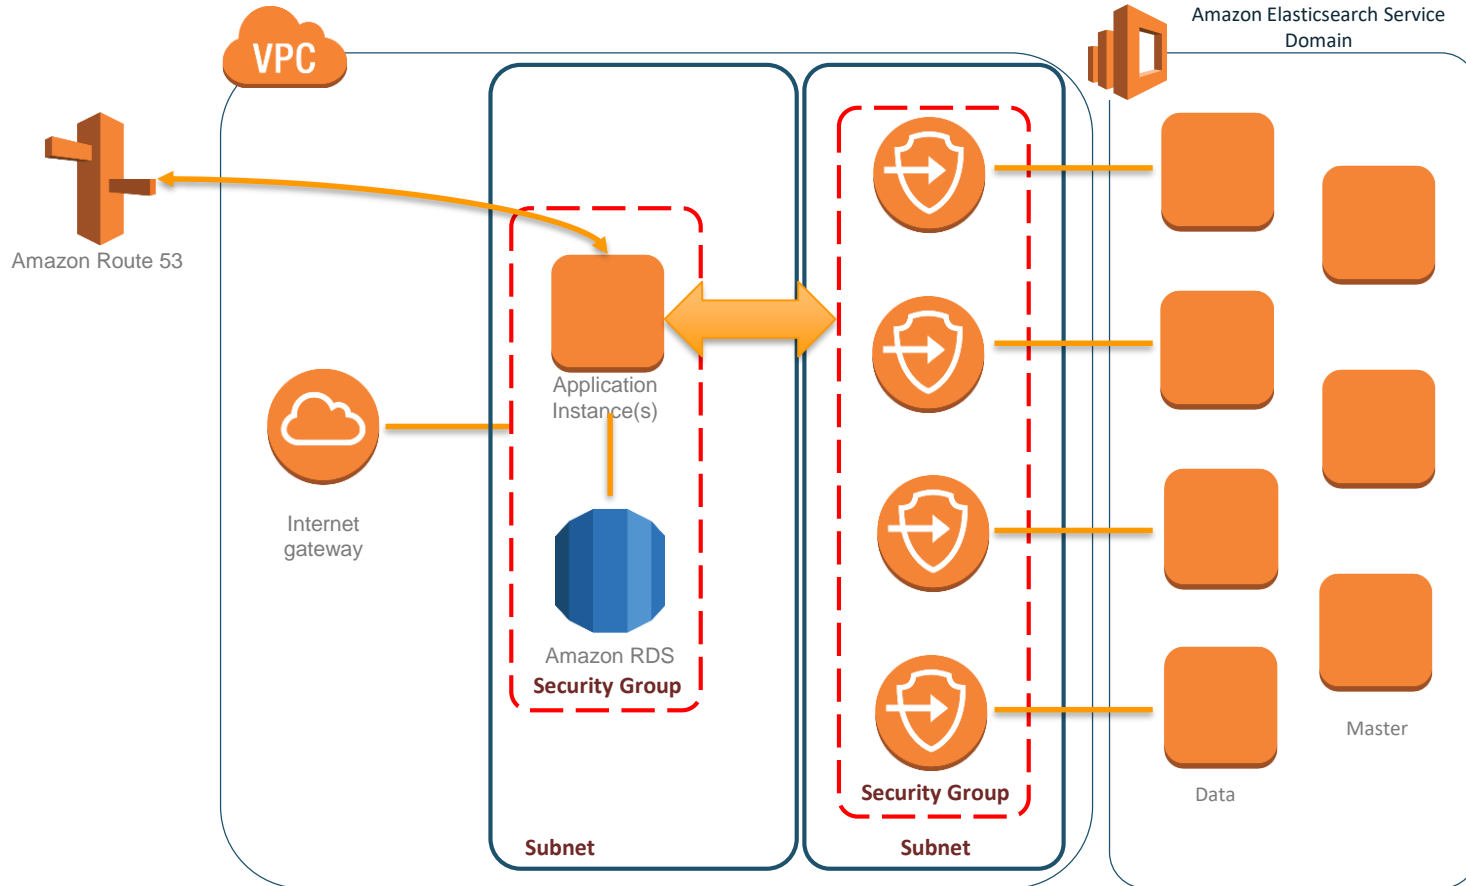 Amazon Elasticsearch Service
Domain
VPC
Amazon Route 53
Application
Instance(s)
Internet
gateway
Amazon RDS
Security Group
Security Group
Master
Data
Subnet
Subnet